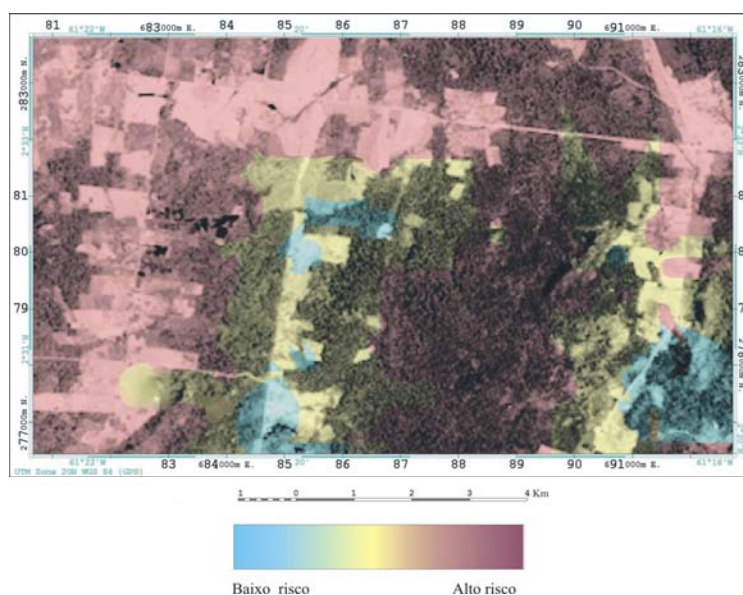 81 683000m E. 84 85 86 87 88 89 90 691000m E.
61°22'W 20' 61°16'W
81
80
79
277000m N.
83 684000m E. 85 86 87 88 89 90 691000m E.
61°22'W 20' 61°16'W
UTM Zone 20N WGS 84 (GPS)
1 0 1 2 3 4 Km
Baixo risco Alto risco